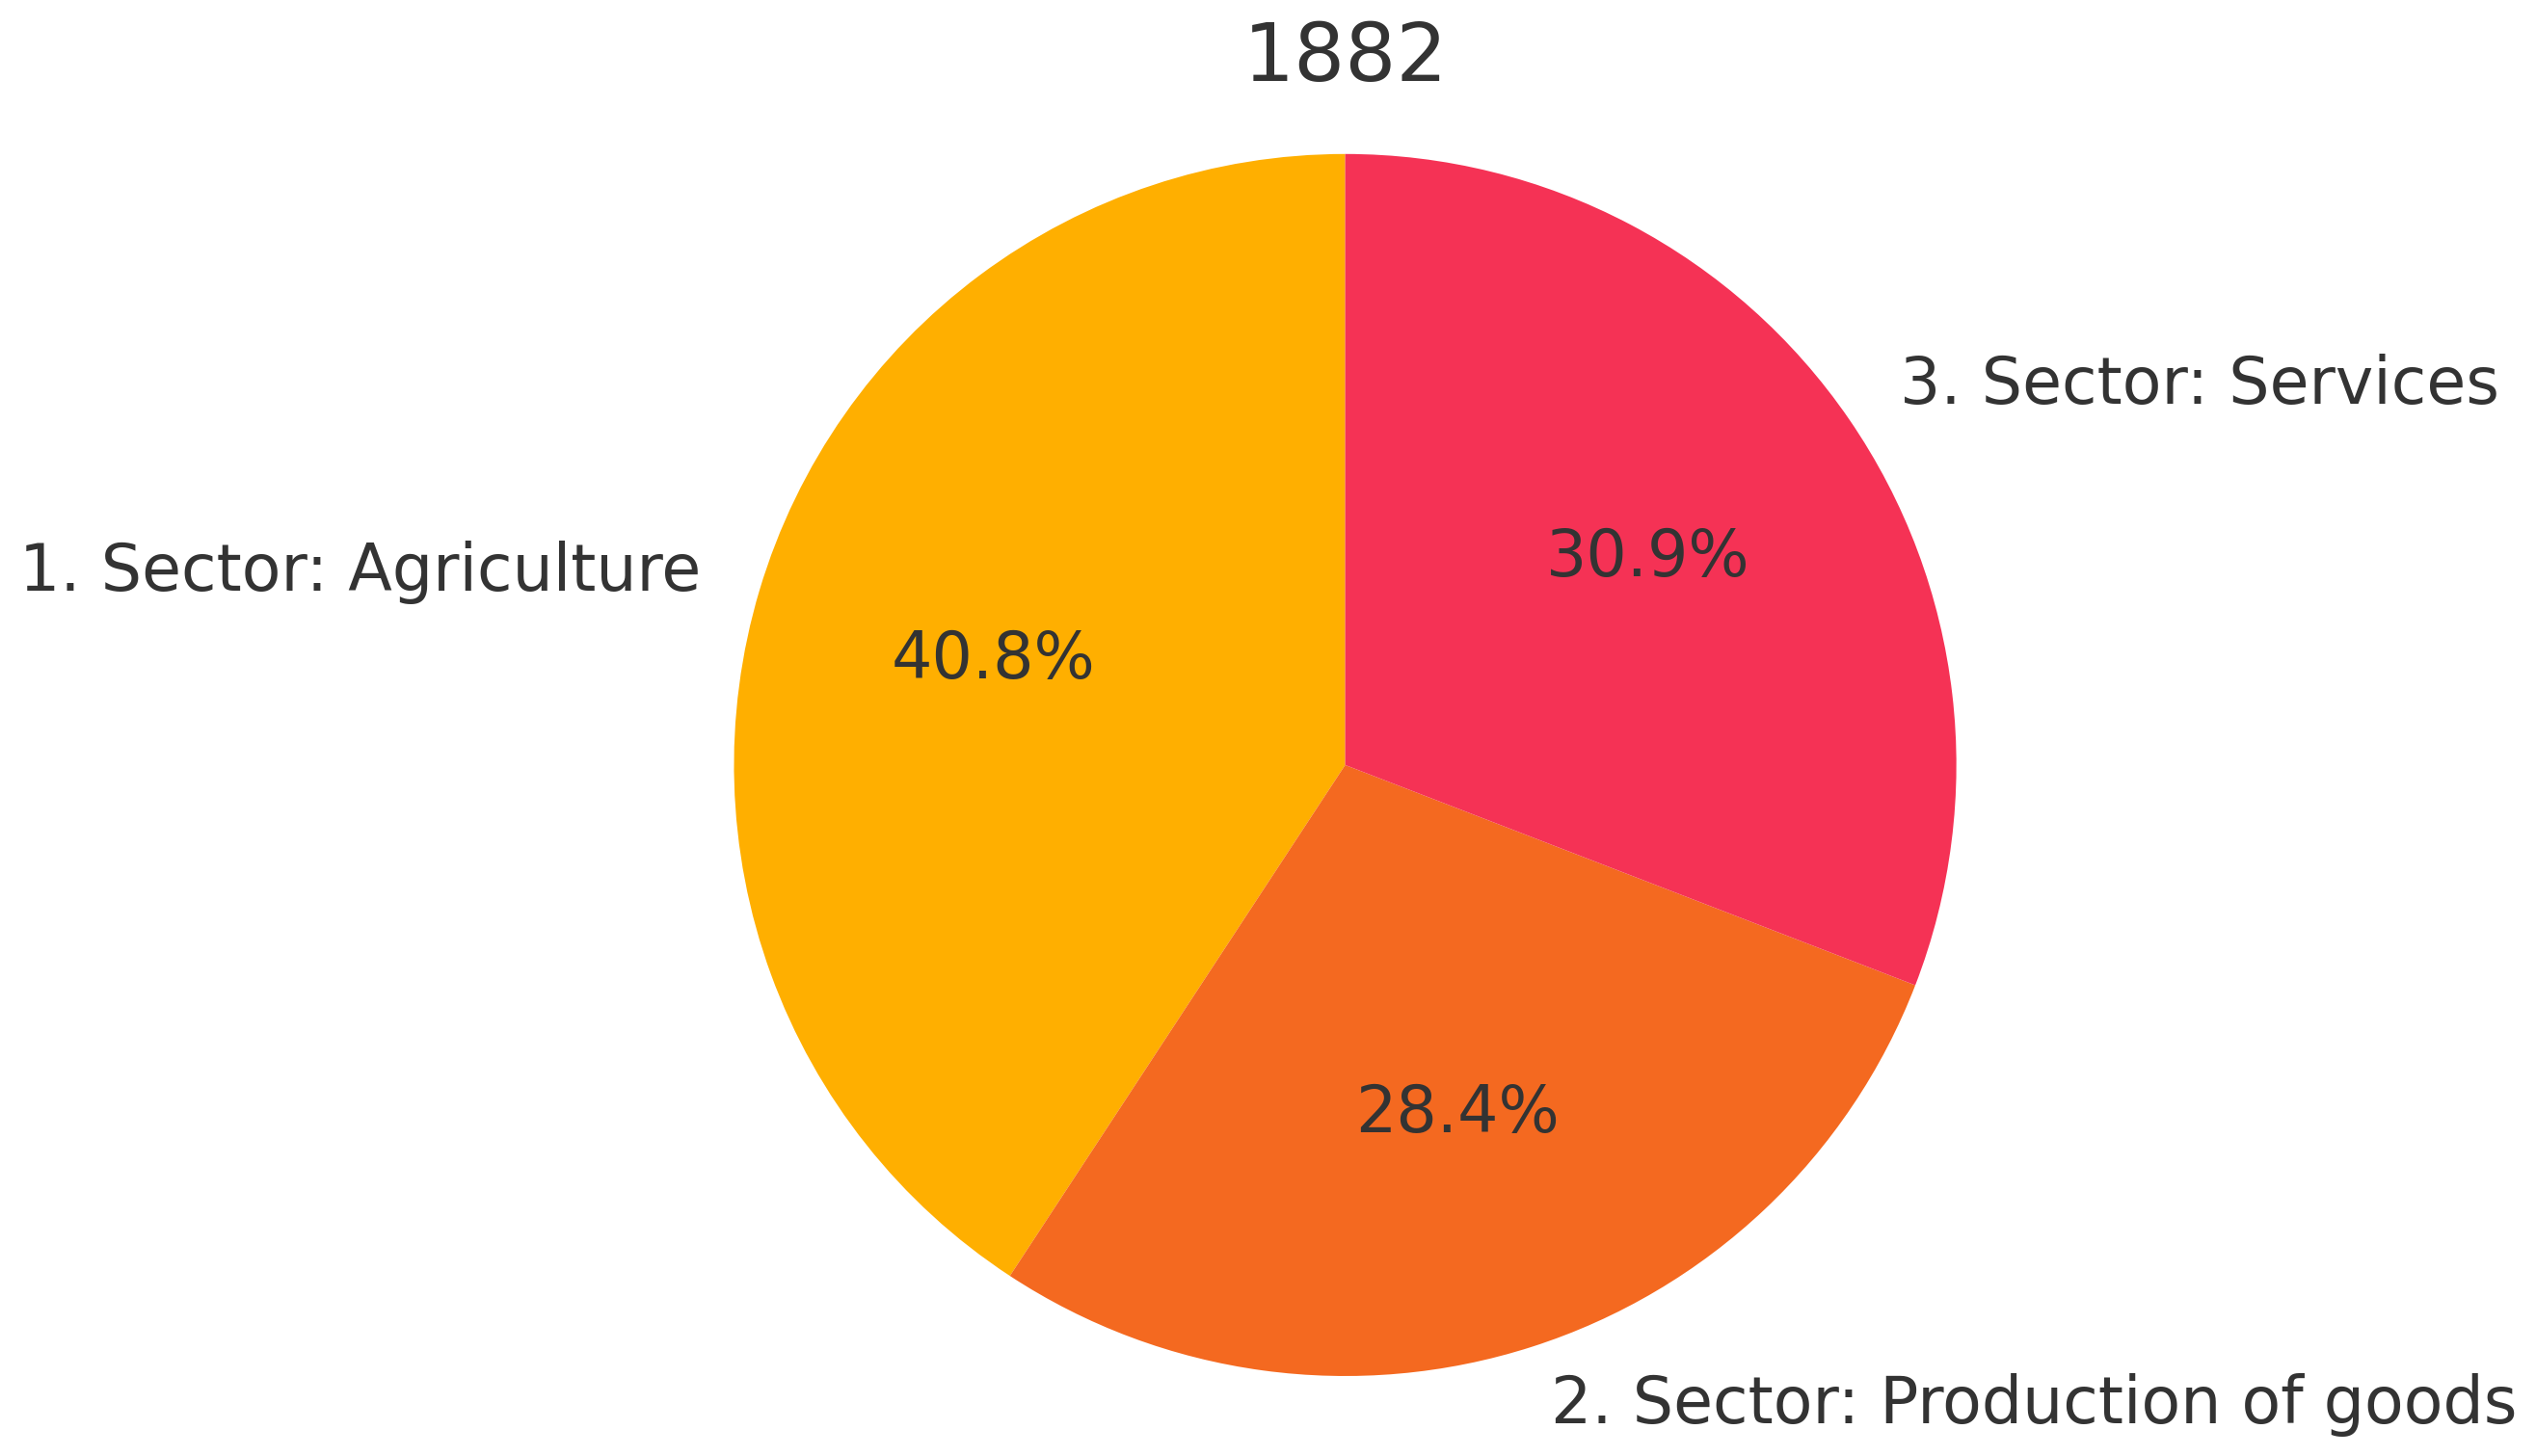 1882
3. Sector: Services
30.9%
1. Sector: Agriculture
40.8%
28.4%
2. Sector: Production of goods